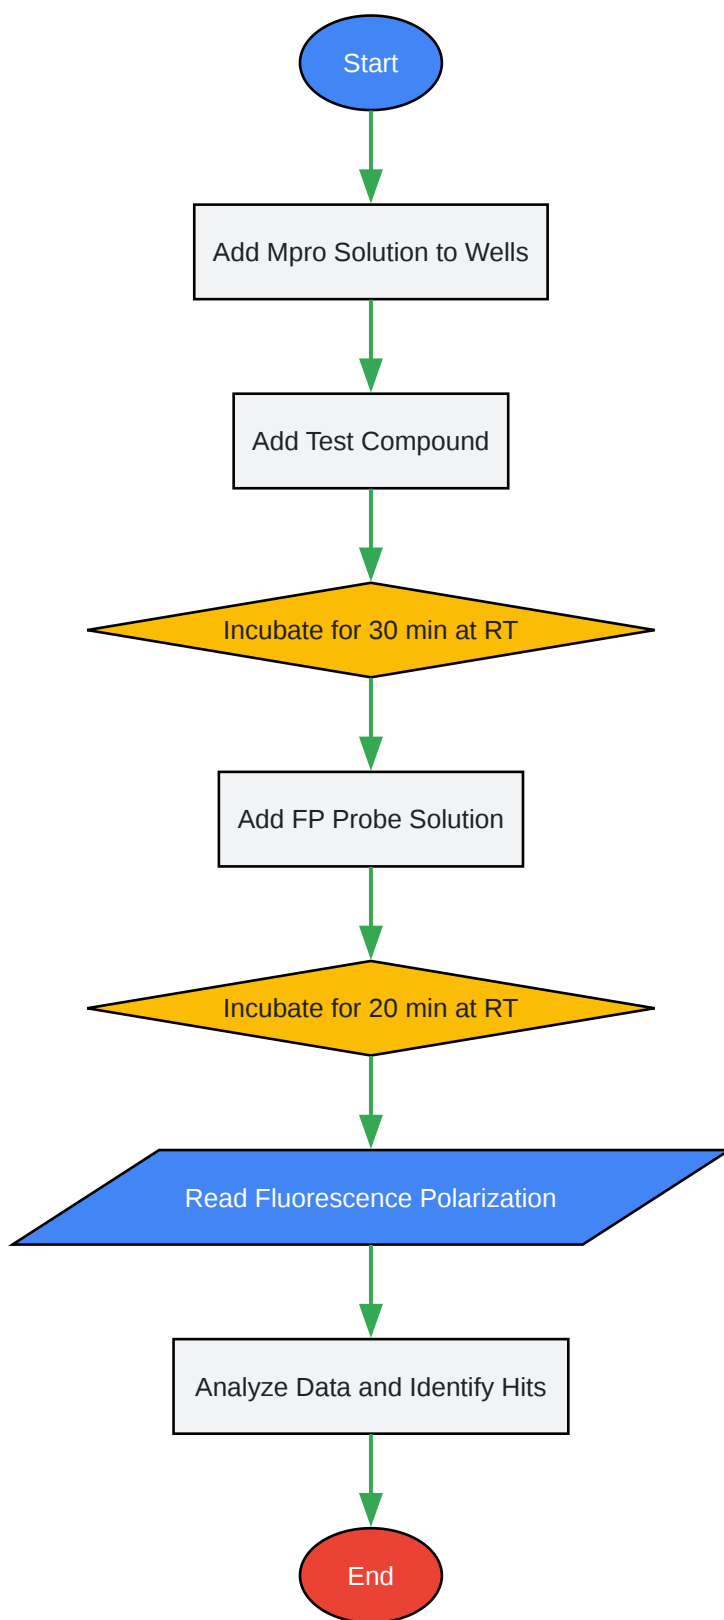 Start
Add Mpro Solution to Wells
Add Test Compound
Incubate for 30 min at RT
Add FP Probe Solution
Incubate for 20 min at RT
Read Fluorescence Polarization
Analyze Data and Identify Hits
End